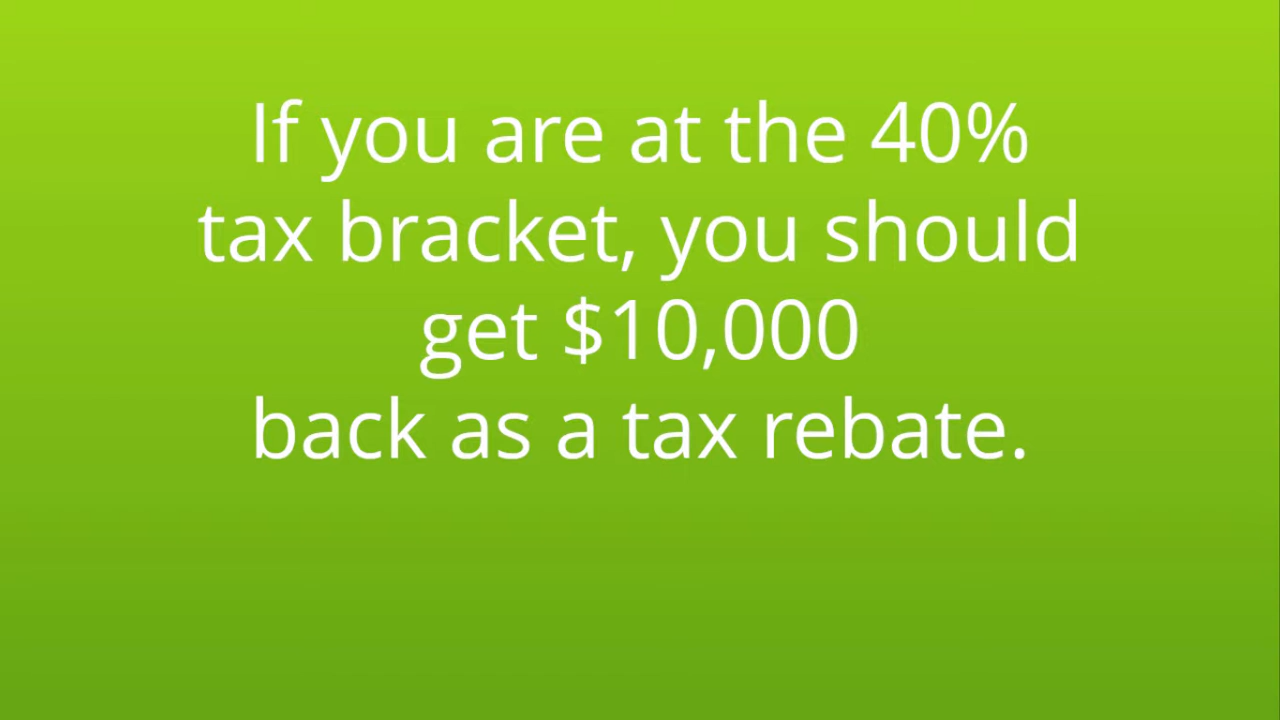 If you are at the 40%
tax bracket, you should
get $10,000
back as a tax rebate.